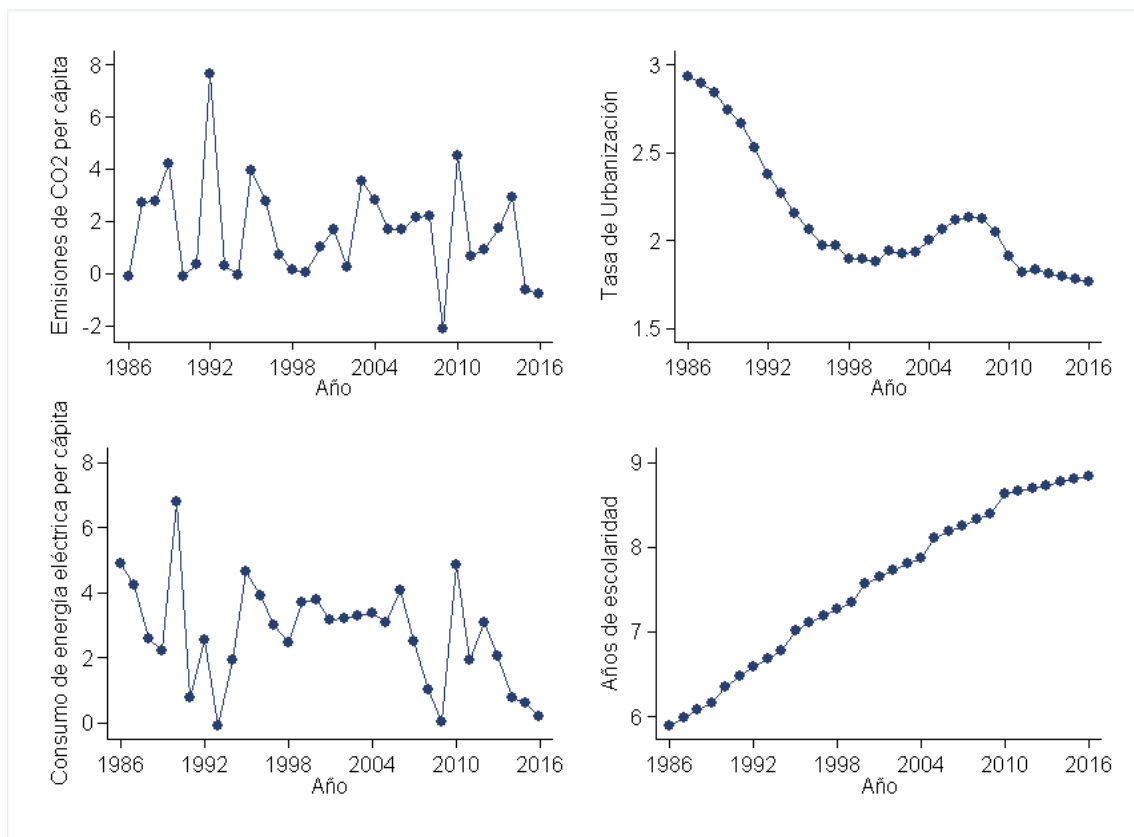 Emisiones de CO2 per cápita
8
6
4
2
0
-2
1986 1992 1998 2004 2010 2016
Año
Tasa de Urbanización
3
2.5
2
1.5
1986 1992 1998 2004 2010 2016
Año
Consumo de energía eléctrica per cápita
8
6
4
2
0
1986 1992 1998 2004 2010 2016
Año
Años de escolaridad
9
8
7
6
1986 1992 1998 2004 2010 2016
Año